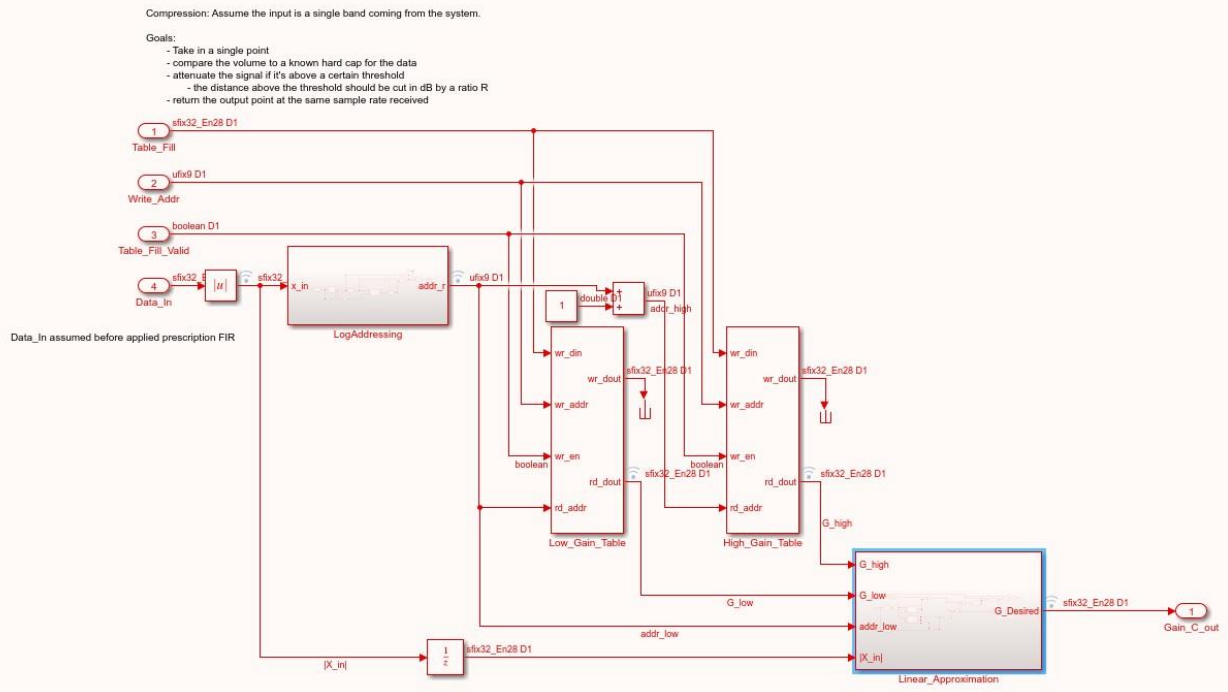 Compression: Assume the input is a single band coming from the system.
Goals:
- Take in a single point
- compare the volume to a known hard cap for the data
- attenuate the signal if it's above a certain threshold
- the distance above the threshold should be cut in dB by a ratio R
- return the output point at the same sample rate received
sfix32_En28 D1
1
Table_Fill
ufix9 D1
2
Write_Addr
boolean D1
3
Table_Fill_Valid
sfix32_E
4
Data_In
|u|
sfix32_
x_in
addr_r
LogAddressing
ufix9 D1
1
double D1
+
+
ufix9 D1
addr_high
Data_In assumed before applied prescription FIR
wr_din
wr_dout
sfix32_En28 D1
wr_addr
boolean
wr_en
rd_dout
sfix32_En28 D1
rd_addr
Low_Gain_Table
wr_din
wr_dout
sfix32_En28 D1
wr_addr
boolean
wr_en
rd_dout
sfix32_En28 D1
rd_addr
High_Gain_Table
G_high
G_high
G_low
G_low
addr_low
addr_low
|X_in|
G_Desired
Linear_Approximation
sfix32_En28 D1
1
Gain_C_out
|X_in|
1
z
sfix32_En28 D1